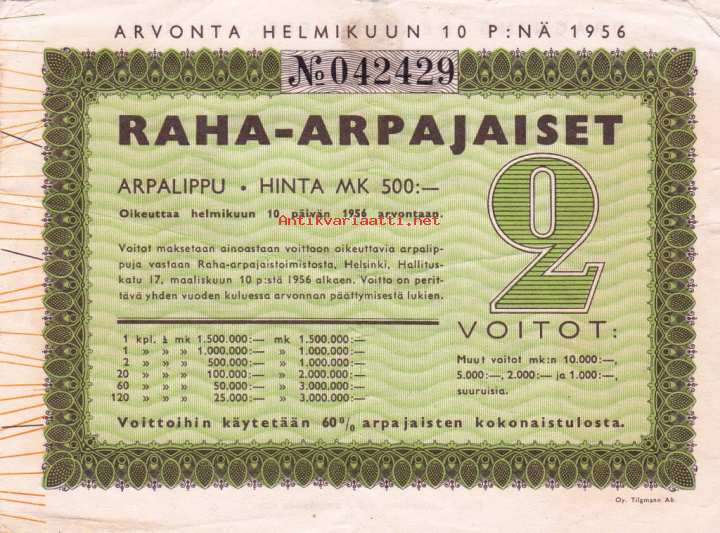 ARVONTA HELMIKUUN 10 P:NÄ 1956
№ 042429
RAHA-ARPAJAISET
ARPALIPPU • HINTA MK 500:—
Oikeuttaa helmikuun 10 päivän 1956 arvontaan.
Antikvariaatti.net
2
Voitot maksetaan ainoastaan voittoon oikeuttavia arpalip-
puja vastaan Raha-arpajaistoimistosta, Helsinki, Hallitus-
katu 17, maaliskuun 10 p:stä 1956 alkaen. Voitto on perit-
tävä yhden vuoden kuluessa arvonnan päättymisestä lukien.
VOITOT:
1 kpl. à mk 1.500.000:— mk 1.500.000:—
1 » » » 1.000.000:— » 1.000.000:—
2 » » » 500.000:— » 1.000.000:—
20 » » » 100.000:— » 2.000.000:—
60 » » » 50.000:— » 3.000.000:—
120 » » » 25.000:— » 3.000.000:—
Muut voitot mk:n 10.000:—,
5.000:—, 2.000:— ja 1.000:—,
suuruisia.
Voittoihin käytetään 60% arpajaisten kokonaistulosta.
Oy. Tilgmann Ab.